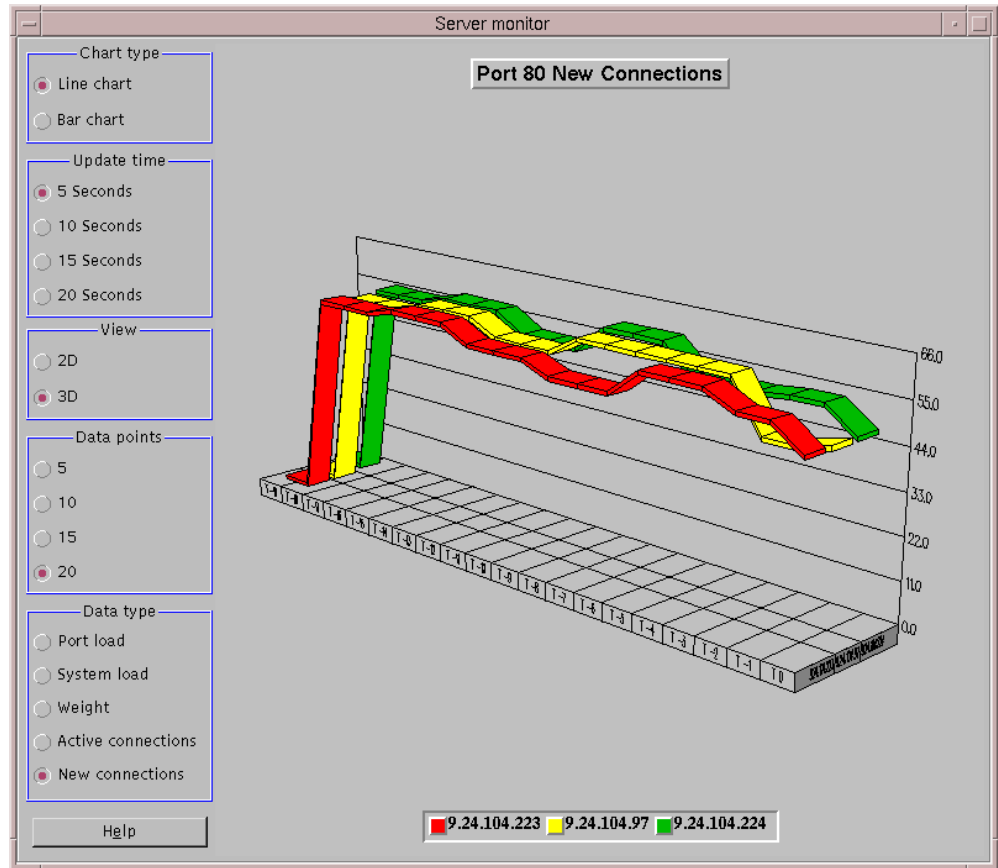 Server monitor
Chart type
Line chart
Bar chart
Update time
5 Seconds
10 Seconds
15 Seconds
20 Seconds
View
2D
3D
Data points
5
10
15
20
Data type
Port load
System load
Weight
Active connections
New connections
Help
Port 80 New Connections
66.0
55.0
44.0
33.0
22.0
11.0
0.0
T-9
T-8
T-7
T-6
T-5
T-4
T-3
T-2
T-1
T0
9.24.104.223 9.24.104.97 9.24.104.224